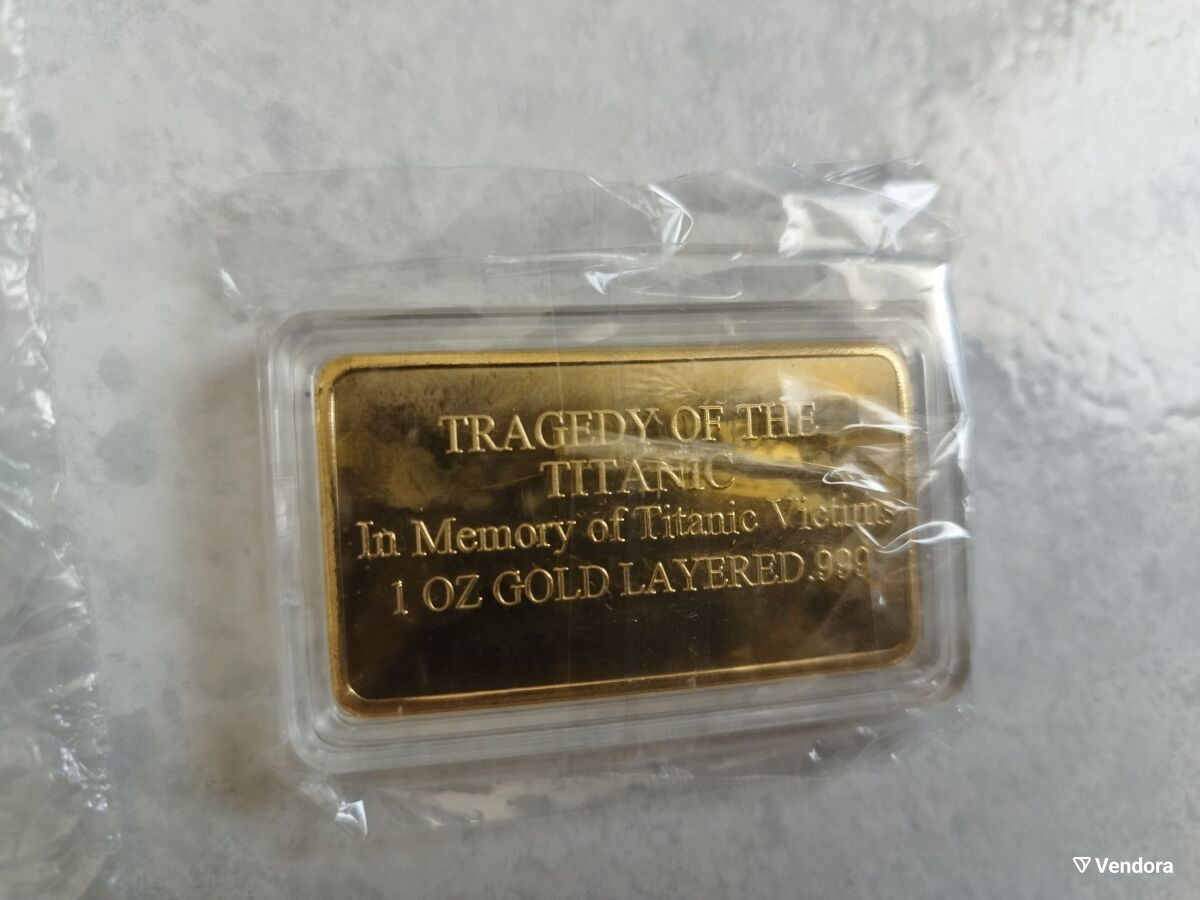 TRAGEDY OF THE
TITANIC
In Memory of Titanic Victims
1 OZ GOLD LAYERED .999
Vendora